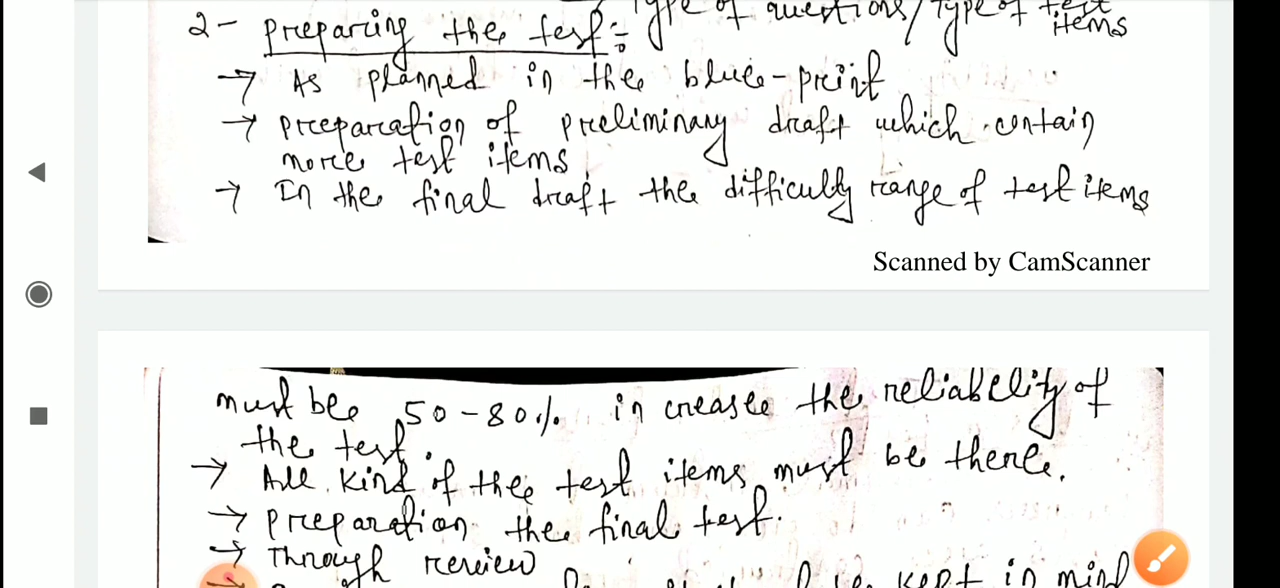 2- preparing the test:- Type of questions/Type of test
items
→ As planned in the blue-print
→ preparation of preliminary draft which contain
more test items
→ In the final draft the difficulty range of test items
Scanned by CamScanner
must be 50-80% increase the reliability of
the test.
→ All kind of the test items must be there.
→ preparation the final test.
→ Through review
kept in mind